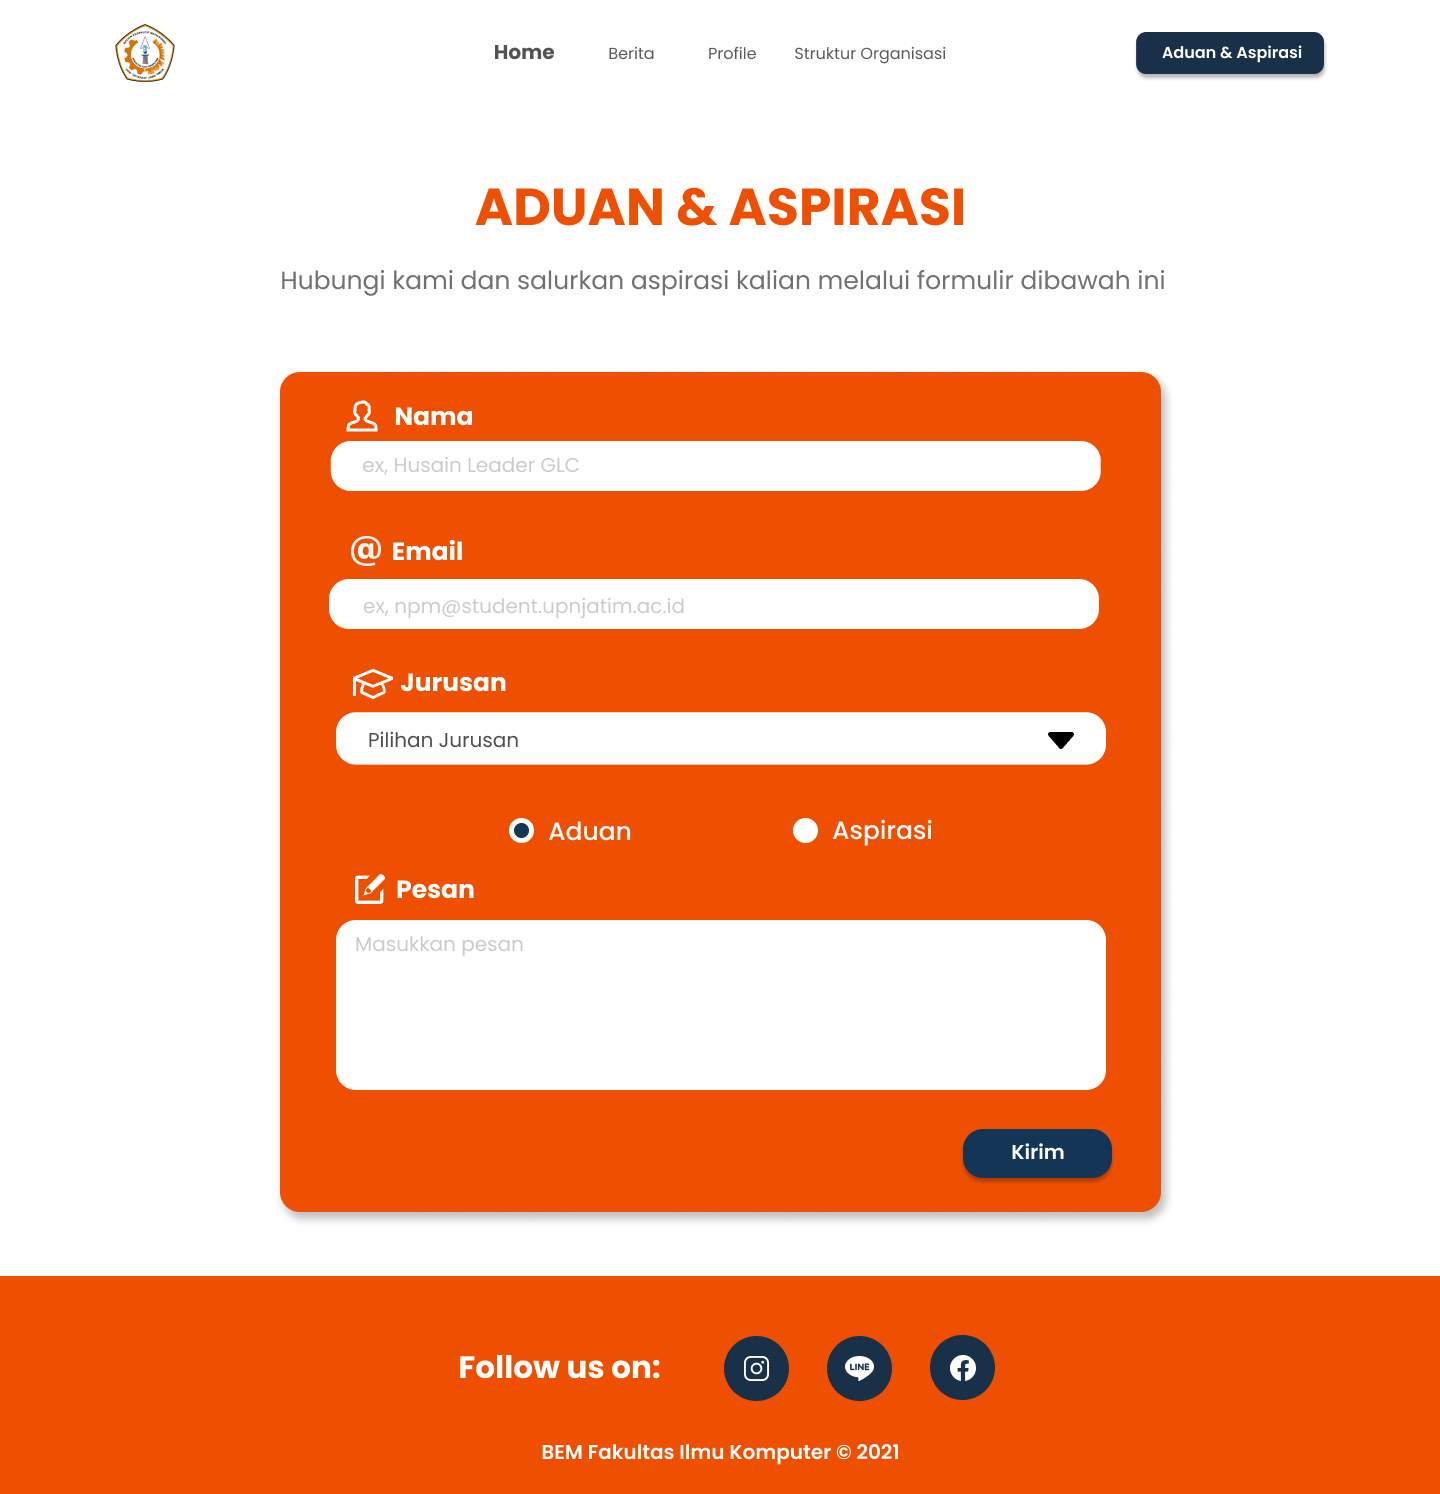 Home Berita Profile Struktur Organisasi Aduan & Aspirasi
ADUAN & ASPIRASI
Hubungi kami dan salurkan aspirasi kalian melalui formulir dibawah ini
Nama
ex, Husain Leader GLC
@ Email
ex, npm@student.upnjatim.ac.id
Jurusan
Pilihan Jurusan
Aduan Aspirasi
Pesan
Masukkan pesan
Kirim
Follow us on: LINE
BEM Fakultas Ilmu Komputer © 2021